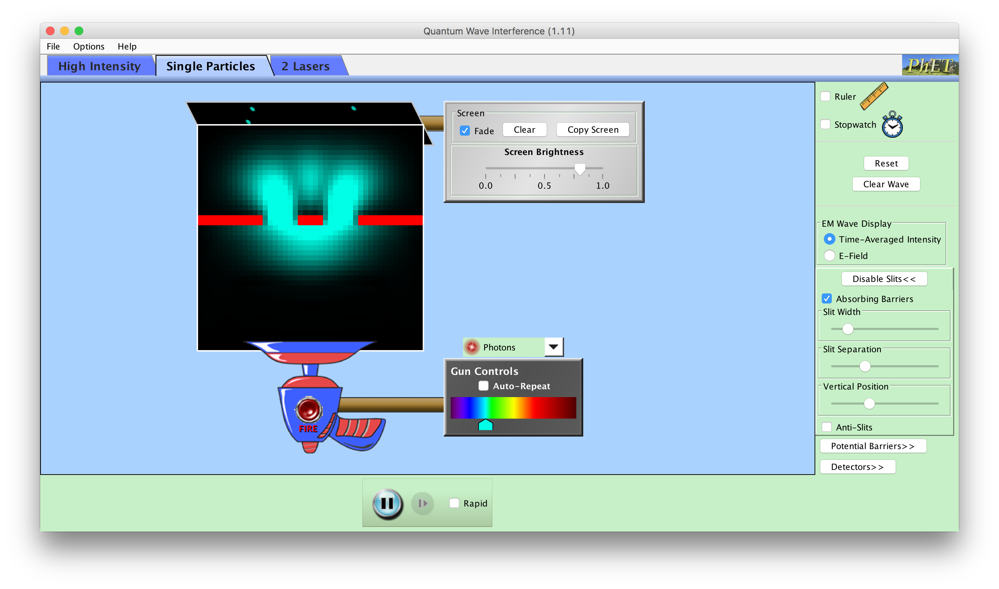 Quantum Wave Interference (1.11)
File Options Help
High Intensity Single Particles 2 Lasers
PhET
Ruler
Stopwatch
Screen
Fade Clear Copy Screen
Screen Brightness
0.0 0.5 1.0
Reset
Clear Wave
EM Wave Display
Time-Averaged Intensity
E-Field
Disable Slits<<
Absorbing Barriers
Slit Width
Slit Separation
Vertical Position
Anti-Slits
Potential Barriers>>
Detectors>>
Photons
Gun Controls
Auto-Repeat
FIRE
Rapid